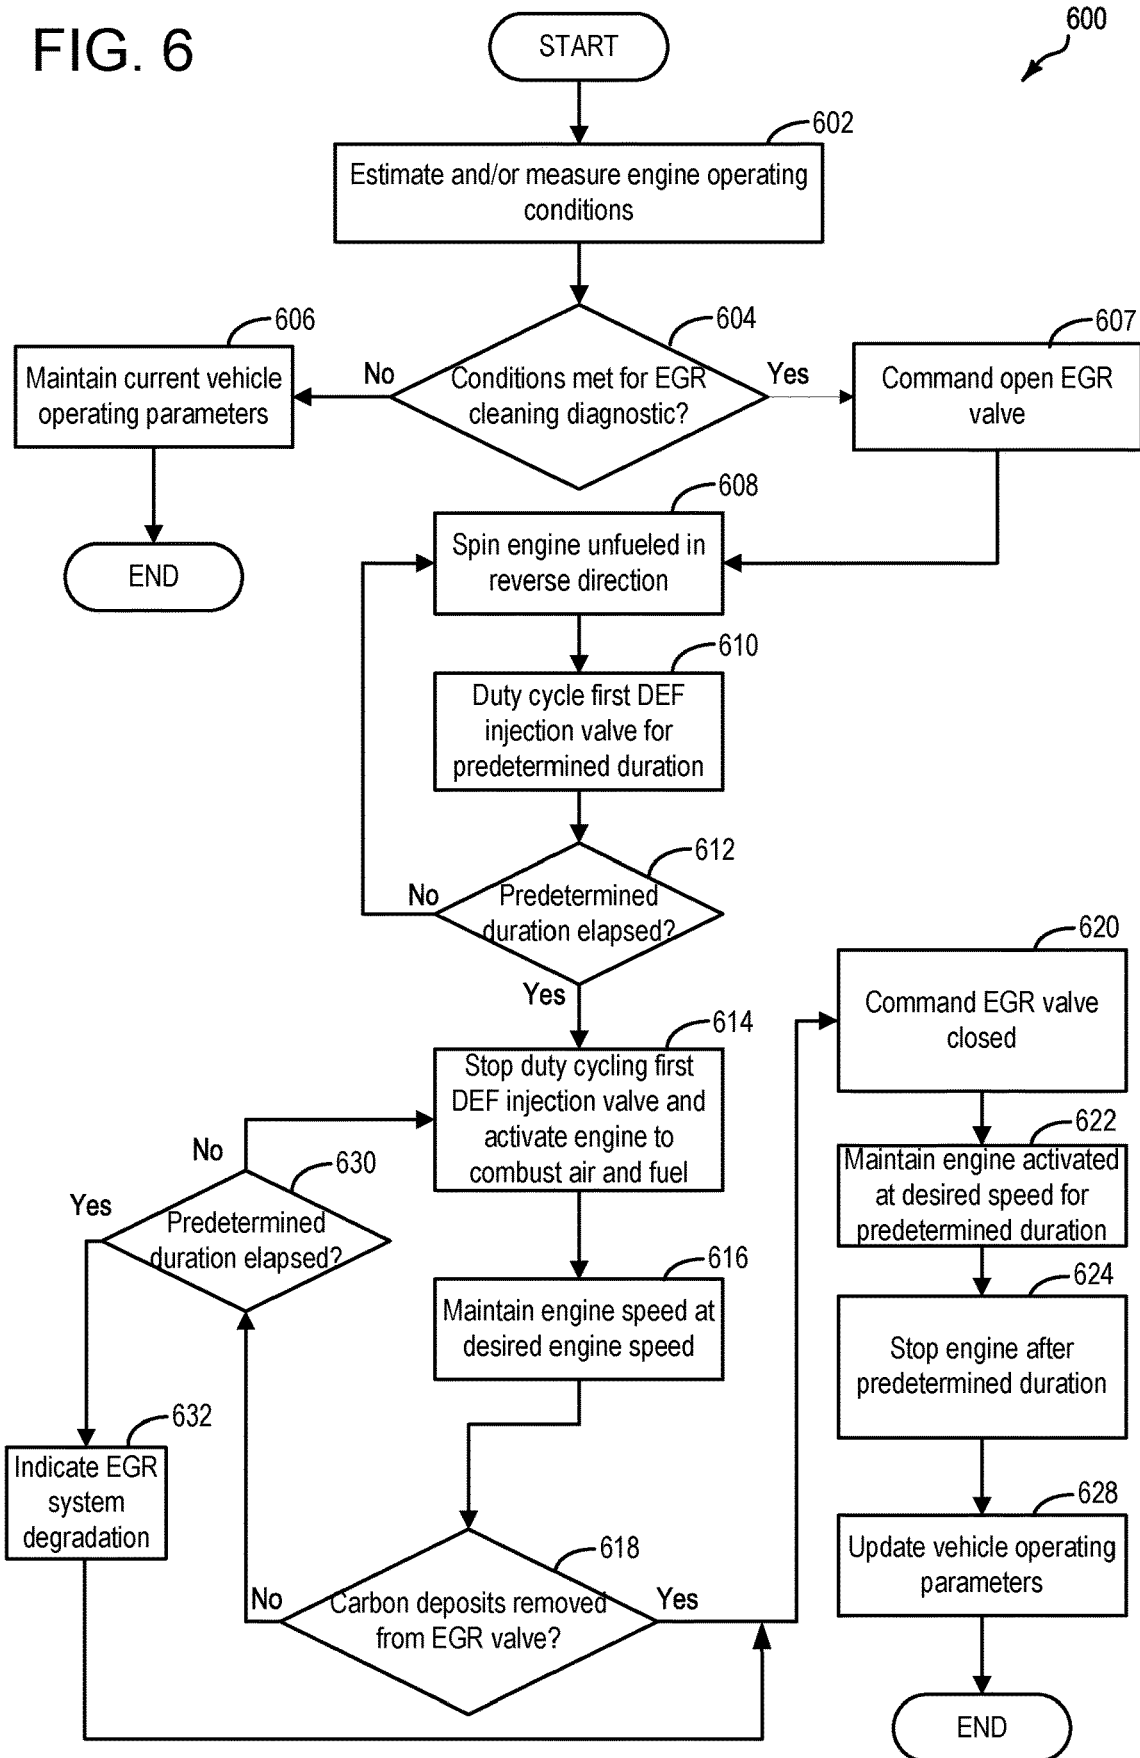 FIG. 6
START
600
602
Estimate and/or measure engine operating
conditions
606
604
607
Maintain current vehicle
operating parameters
No
Conditions met for EGR
cleaning diagnostic?
Yes
Command open EGR
valve
608
Spin engine unfueled in
reverse direction
END
610
Duty cycle first DEF
injection valve for
predetermined duration
612
No
Predetermined
duration elapsed?
Yes
620
Command EGR valve
closed
614
Stop duty cycling first
DEF injection valve and
activate engine to
combust air and fuel
No
630
Yes
Predetermined
duration elapsed?
622
Maintain engine activated
at desired speed for
predetermined duration
616
Maintain engine speed at
desired engine speed
624
Stop engine after
predetermined duration
632
Indicate EGR
system
degradation
618
No
Carbon deposits removed
from EGR valve?
Yes
628
Update vehicle operating
parameters
END